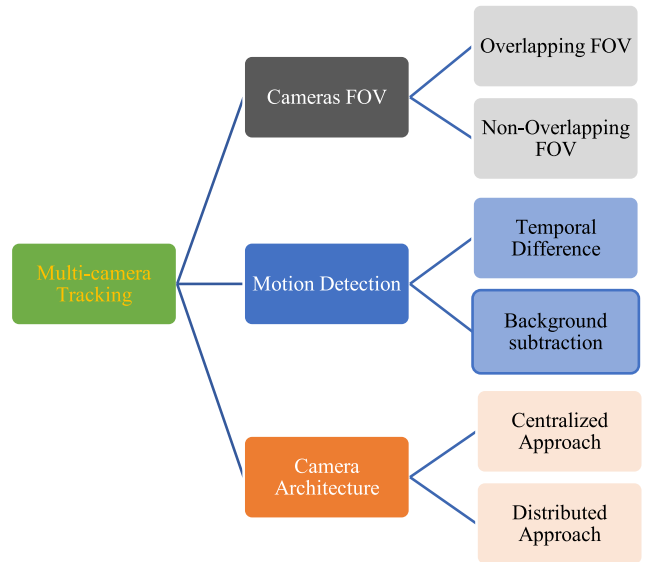 Multi-camera
Tracking
Cameras FOV
Overlapping FOV
Non-Overlapping
FOV
Motion Detection
Temporal
Difference
Background
subtraction
Camera
Architecture
Centralized
Approach
Distributed
Approach